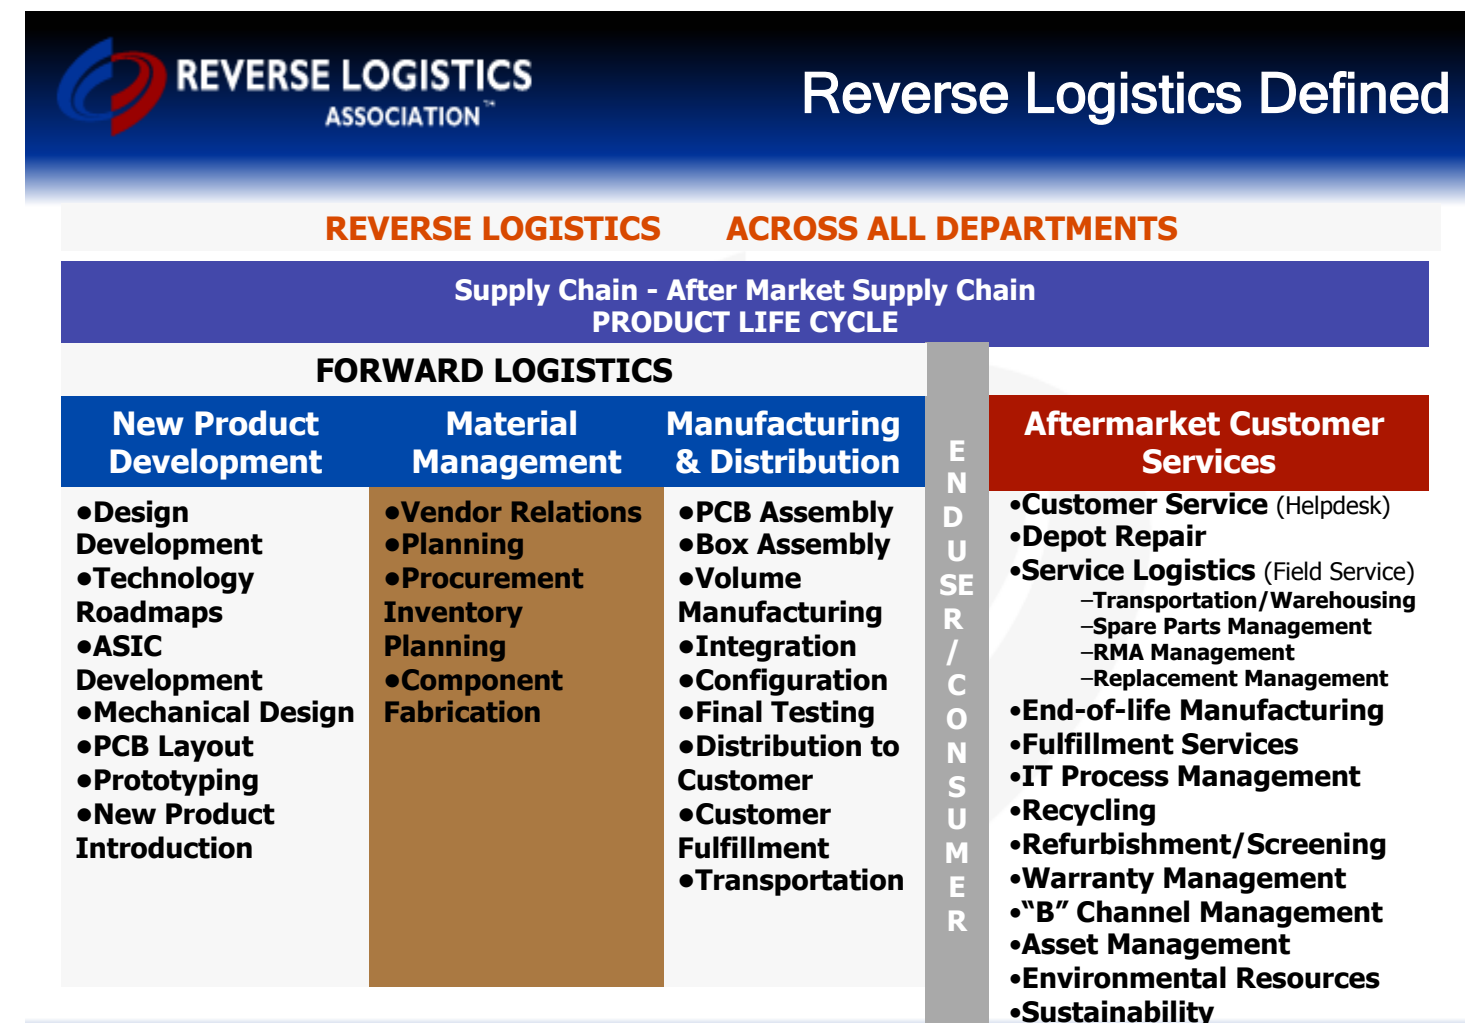 REVERSE LOGISTICS
ASSOCIATION™
Reverse Logistics Defined
REVERSE LOGISTICS ACROSS ALL DEPARTMENTS
Supply Chain - After Market Supply Chain
PRODUCT LIFE CYCLE
FORWARD LOGISTICS
New Product
Development
•Design
Development
•Technology
Roadmaps
•ASIC
Development
•Mechanical Design
•PCB Layout
•Prototyping
•New Product
Introduction
Material
Management
•Vendor Relations
•Planning
•Procurement
Inventory
Planning
•Component
Fabrication
Manufacturing
& Distribution
•PCB Assembly
•Box Assembly
•Volume
Manufacturing
•Integration
•Configuration
•Final Testing
•Distribution to
Customer
•Customer
Fulfillment
•Transportation
E
N
D
U
SE
R
/
C
O
N
S
U
M
E
R
Aftermarket Customer
Services
•Customer Service (Helpdesk)
•Depot Repair
•Service Logistics (Field Service)
–Transportation/Warehousing
–Spare Parts Management
–RMA Management
–Replacement Management
•End-of-life Manufacturing
•Fulfillment Services
•IT Process Management
•Recycling
•Refurbishment/Screening
•Warranty Management
•“B” Channel Management
•Asset Management
•Environmental Resources
•Sustainability